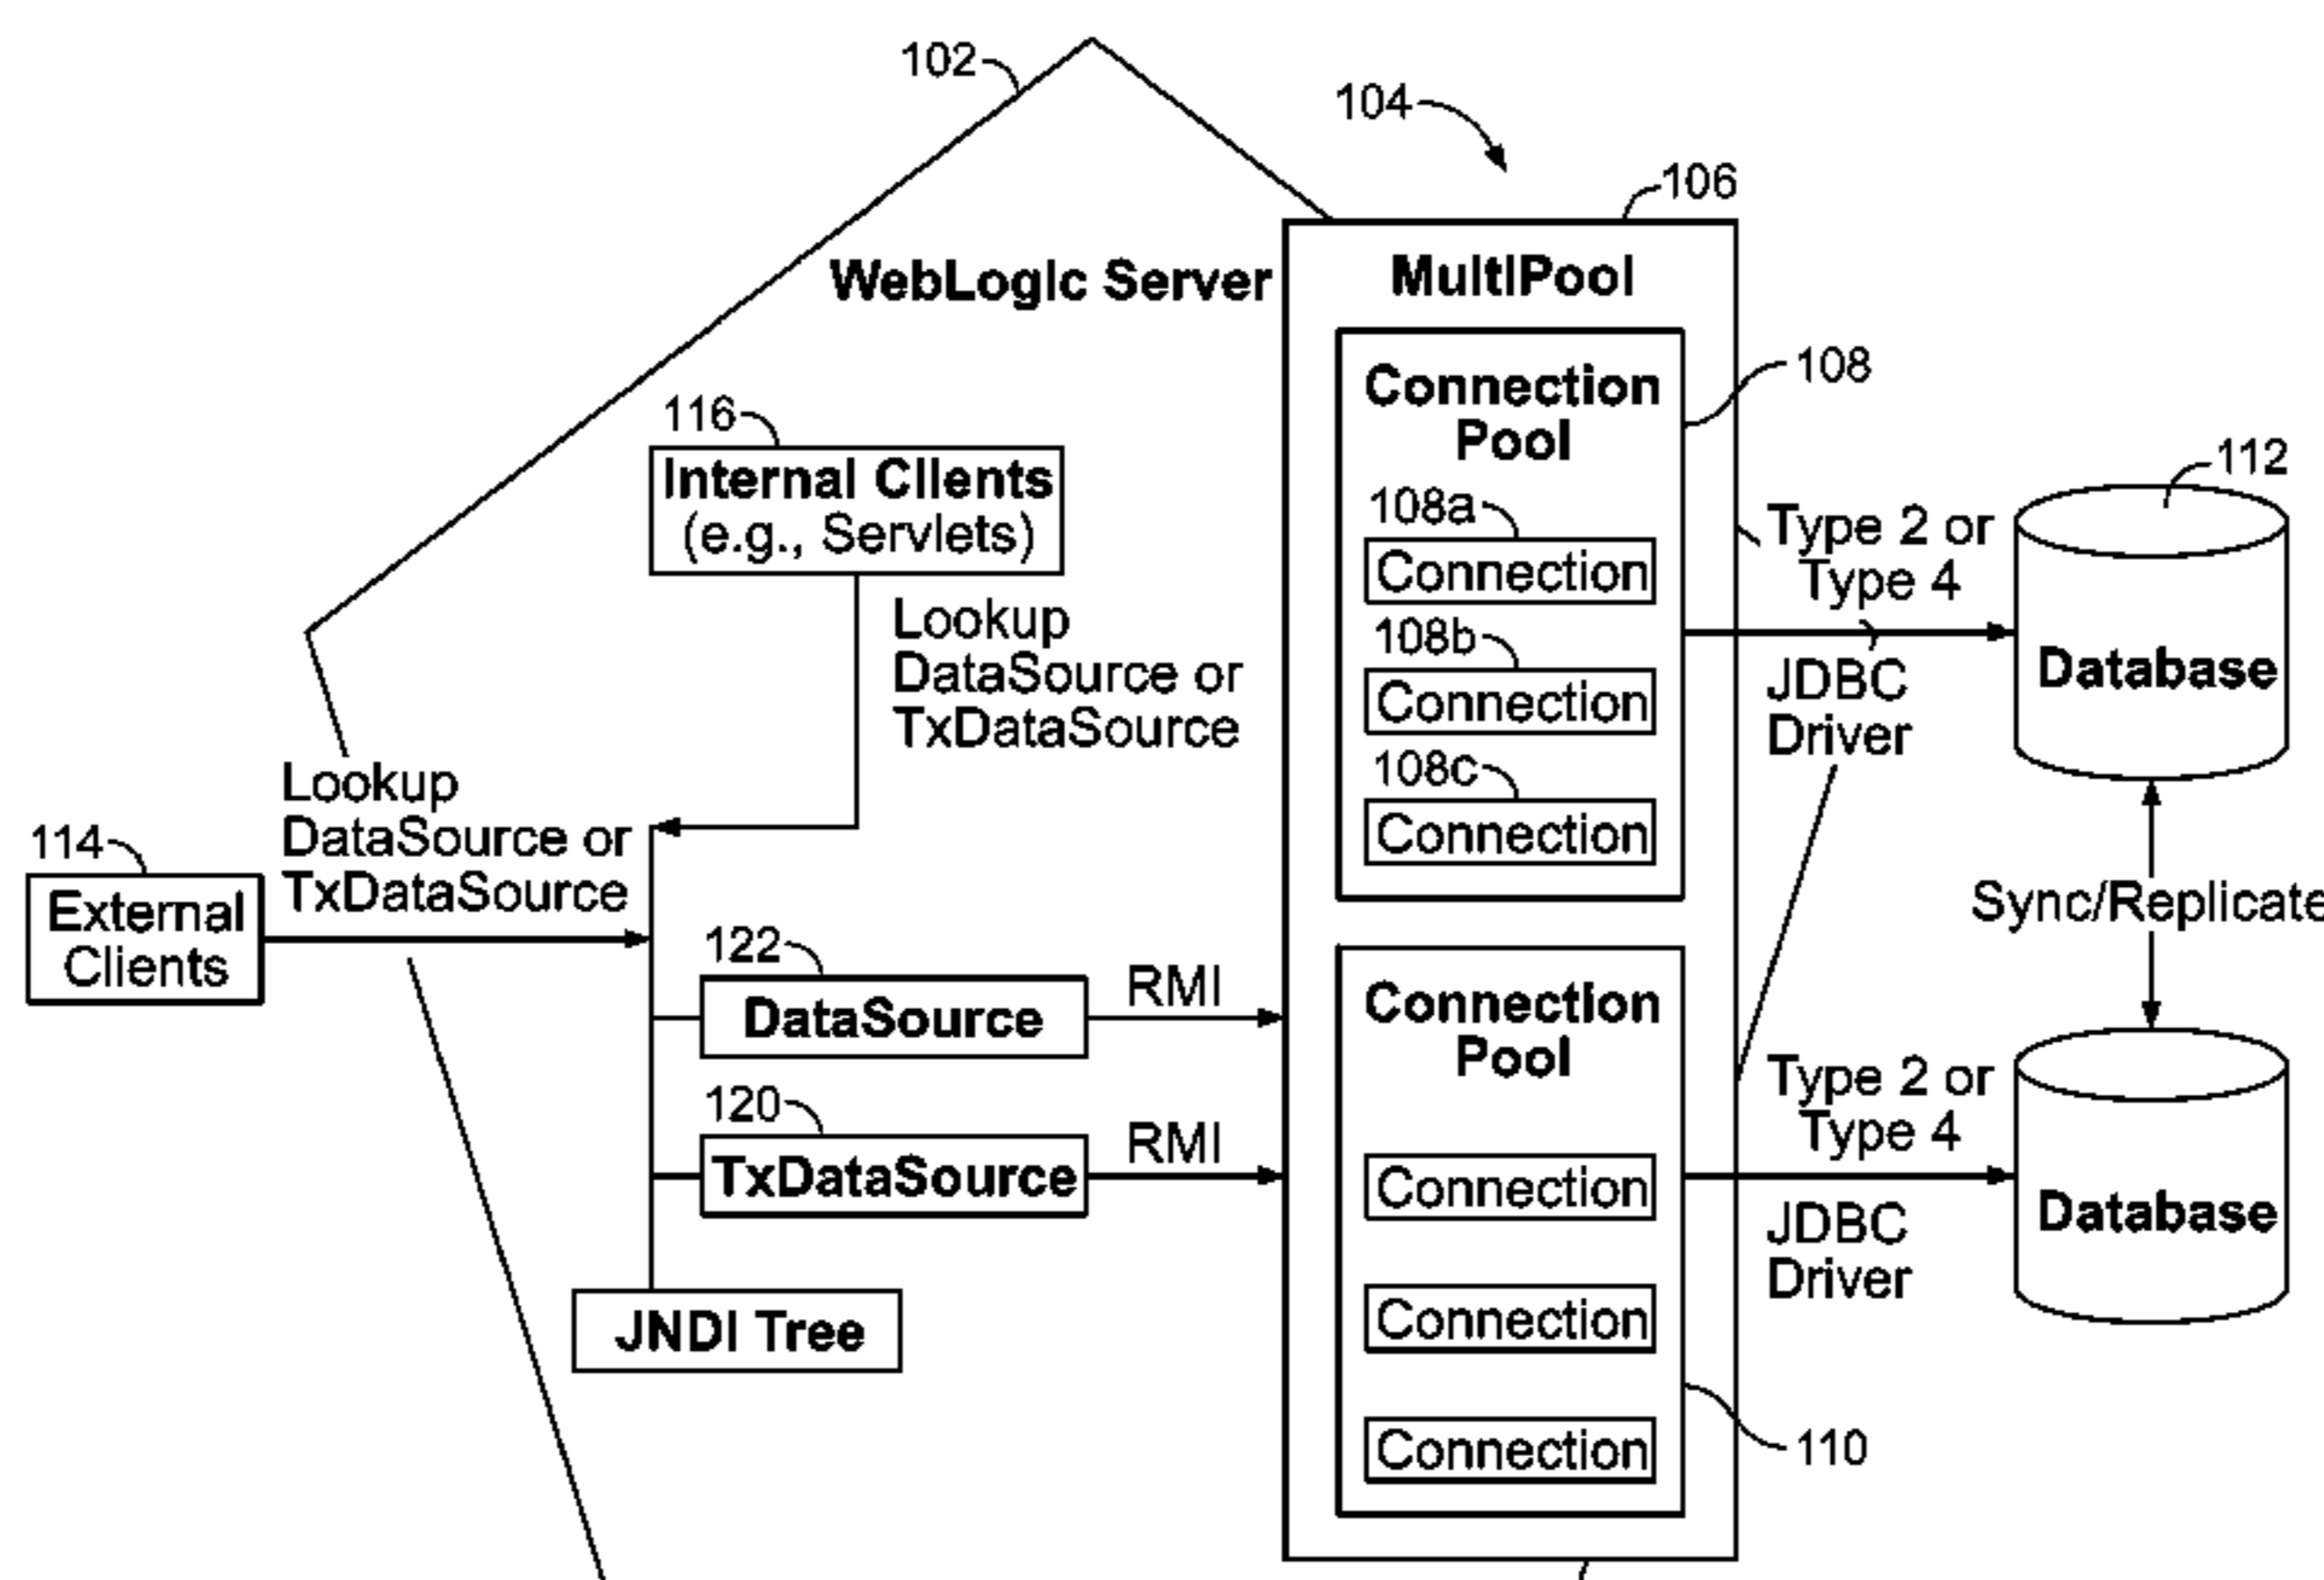 102
104
106
WebLogic Server
MultiPool
Connection
Pool
108
116
Internal Clients
(e.g., Servlets)
108a
Connection
108b
Connection
108c
Connection
Type 2 or
Type 4
JDBC
Driver
112
Database
Lookup
DataSource or
TxDataSource
Lookup
DataSource or
TxDataSource
114
External
Clients
Sync/Replicate
122
DataSource
RMI
120
TxDataSource
RMI
JNDI Tree
Connection
Pool
Connection
Connection
Connection
110
Type 2 or
Type 4
JDBC
Driver
Database